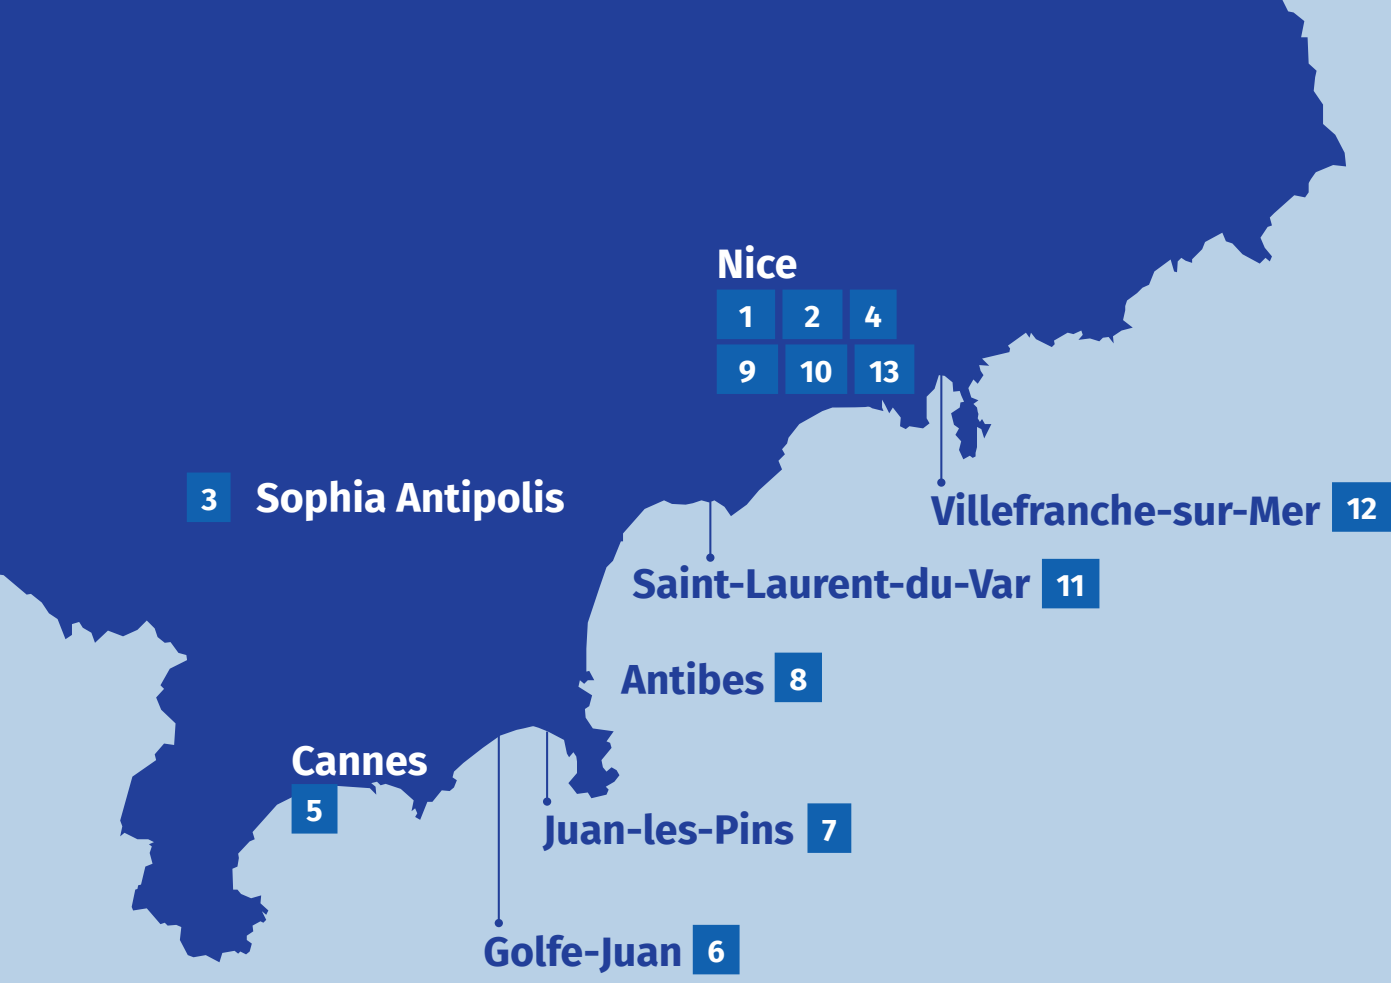 Nice
1 2 4
9 10 13
3 Sophia Antipolis
Villefranche-sur-Mer 12
Saint-Laurent-du-Var 11
Antibes 8
Cannes
5
Juan-les-Pins 7
Golfe-Juan 6